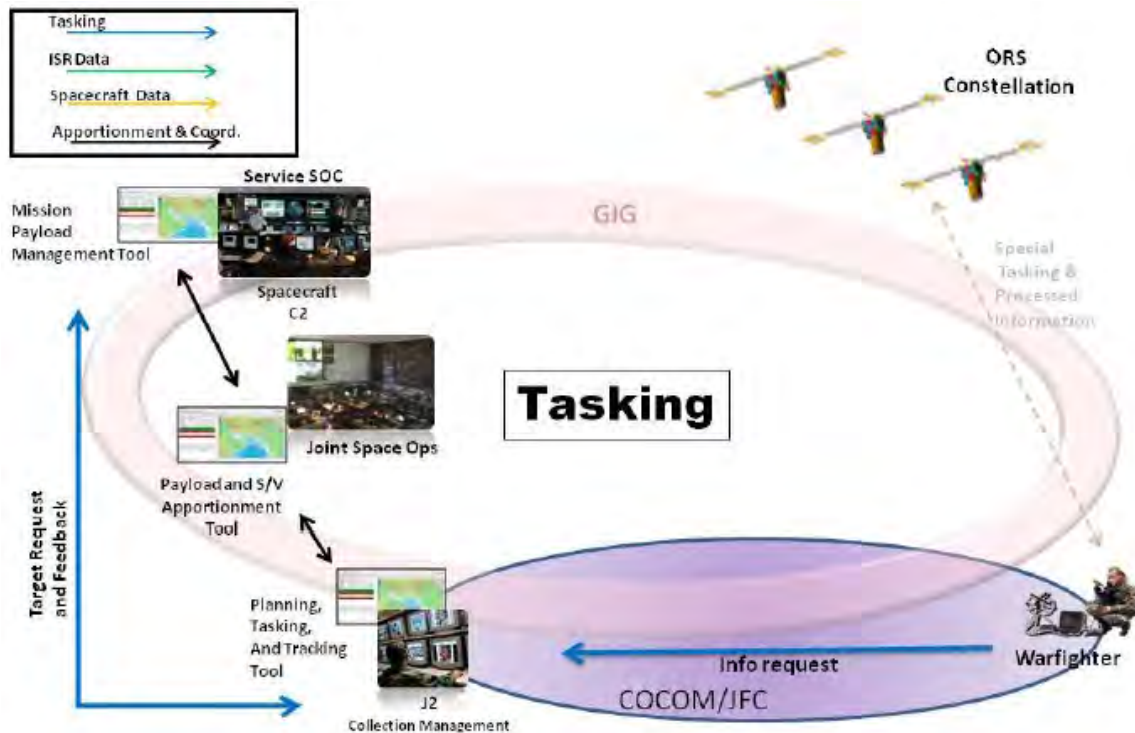 Tasking
ISR Data
Spacecraft Data
Apportionment & Coord.
ORS
Constellation
Service SOC
Mission
Payload
Management Tool
GIG
Spacecraft
C2
Special
Tasking &
Processed
Information
Tasking
Joint Space Ops
Payload and S/V
Apportionment
Tool
Target Request
and Feedback
Planning,
Tasking,
And Tracking
Tool
Info request
Warfighter
COCOM/JFC
J2
Collection Management